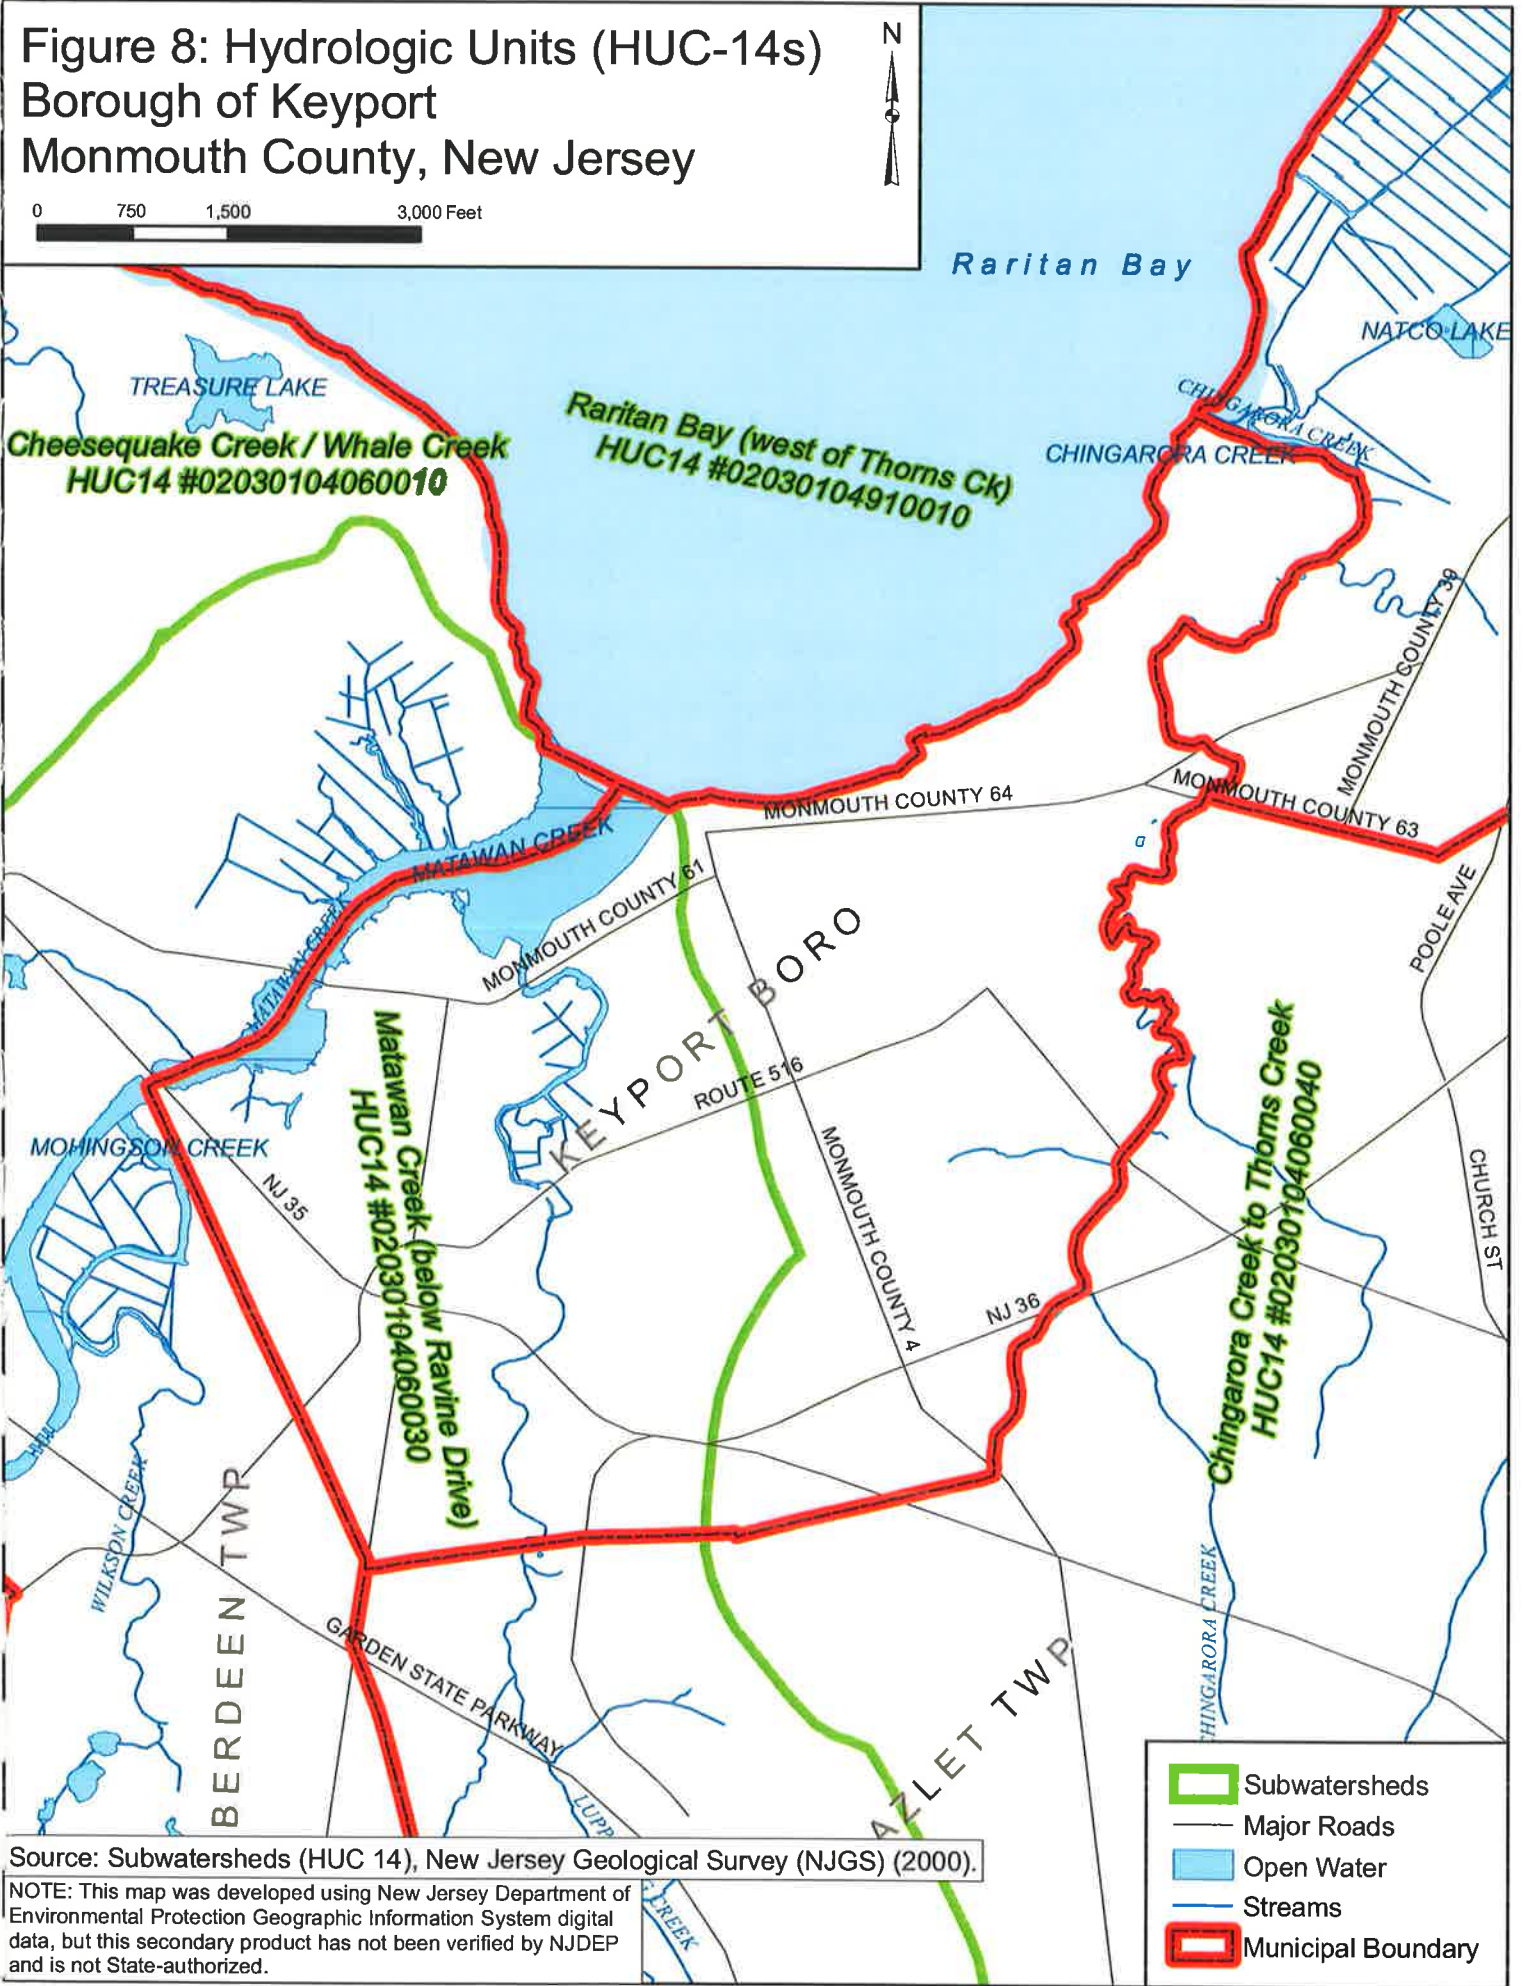 Figure 8: Hydrologic Units (HUC-14s)
Borough of Keyport
Monmouth County, New Jersey
N
0 750 1,500 3,000 Feet
Raritan Bay
NATCO LAKE
TREASURE LAKE
CHINGARORA CREEK
CHINGARORA CREEK
Cheesequake Creek / Whale Creek
HUC14 #02030104060010
Raritan Bay (west of Thorns Ck)
HUC14 #02030104910010
MONMOUTH COUNTY 39
MONMOUTH COUNTY 64
MONMOUTH COUNTY 63
MATAWAN CREEK
MONMOUTH COUNTY 61
MATAWAN CREEK
POOLE AVE
KEYPORT BORO
ROUTE 516
Matawan Creek (below Ravine Drive)
HUC14 #02030104060030
Chingarora Creek to Thorns Creek
HUC14 #02030104060040
MOHINGSON CREEK
NJ 35
MONMOUTH COUNTY 4
CHURCH ST
NJ 36
WILKSON CREEK
BERDEEN TWP
GARDEN STATE PARKWAY
HINGARORA CREEK
AZLET TWP
LUPP
CREEK
Subwatersheds
Major Roads
Open Water
Streams
Municipal Boundary
Source: Subwatersheds (HUC 14), New Jersey Geological Survey (NJGS) (2000).
NOTE: This map was developed using New Jersey Department of
Environmental Protection Geographic Information System digital
data, but this secondary product has not been verified by NJDEP
and is not State-authorized.